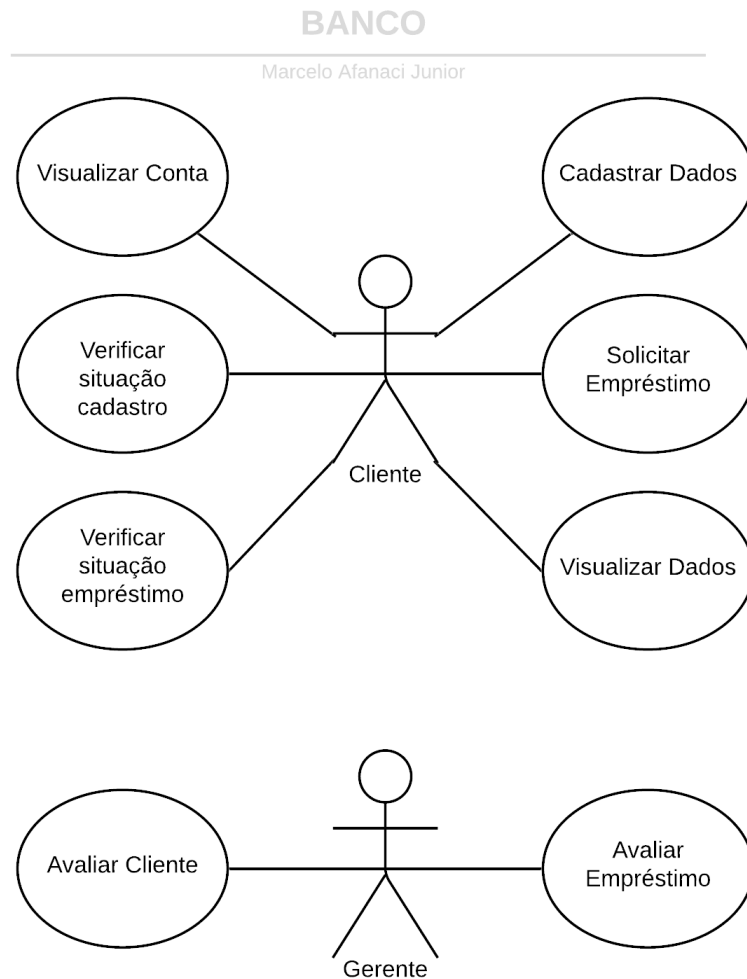 BANCO
Marcelo Afanaci Junior
Visualizar Conta
Cadastrar Dados
Verificar
situação
cadastro
Solicitar
Empréstimo
Cliente
Verificar
situação
empréstimo
Visualizar Dados
Avaliar Cliente
Avaliar
Empréstimo
Gerente